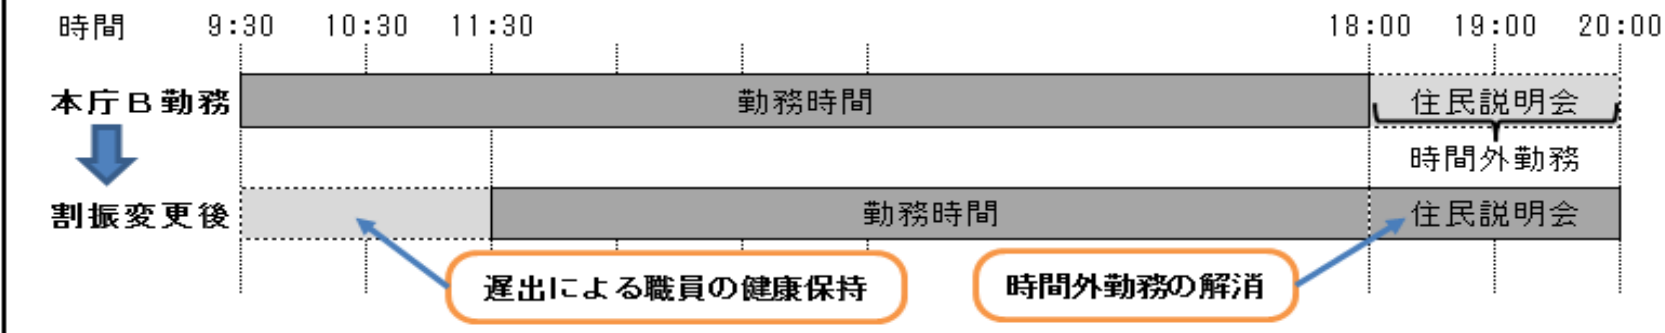 時間 9:30 10:30 11:30 18:00 19:00 20:00
本庁B勤務 勤務時間 住民説明会
時間外勤務
割振変更後 勤務時間 住民説明会
遅出による職員の健康保持 時間外勤務の解消